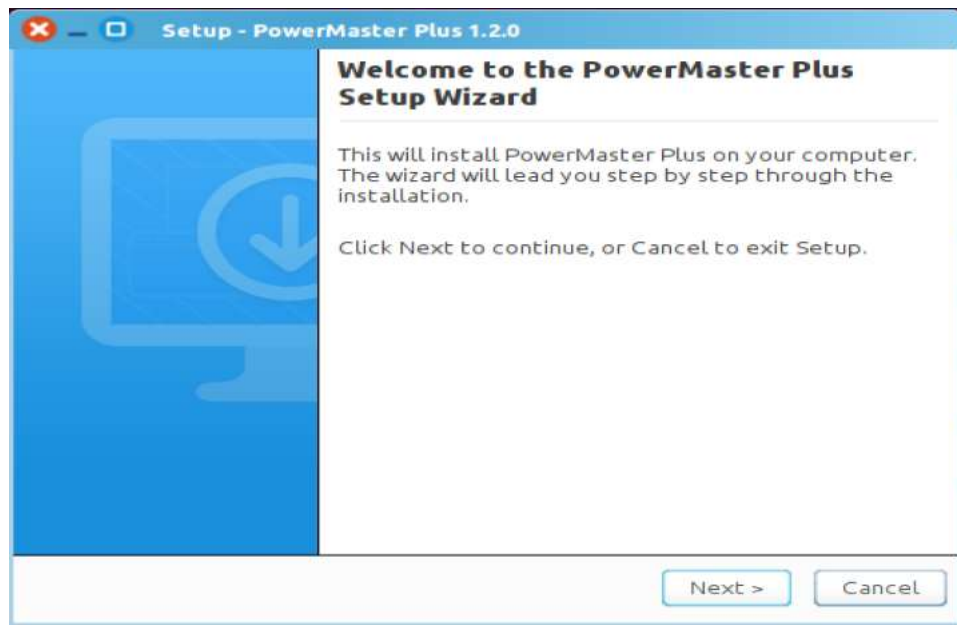 Setup - PowerMaster Plus 1.2.0
Welcome to the PowerMaster Plus
Setup Wizard
This will install PowerMaster Plus on your computer.
The wizard will lead you step by step through the
installation.
Click Next to continue, or Cancel to exit Setup.
Next >
Cancel